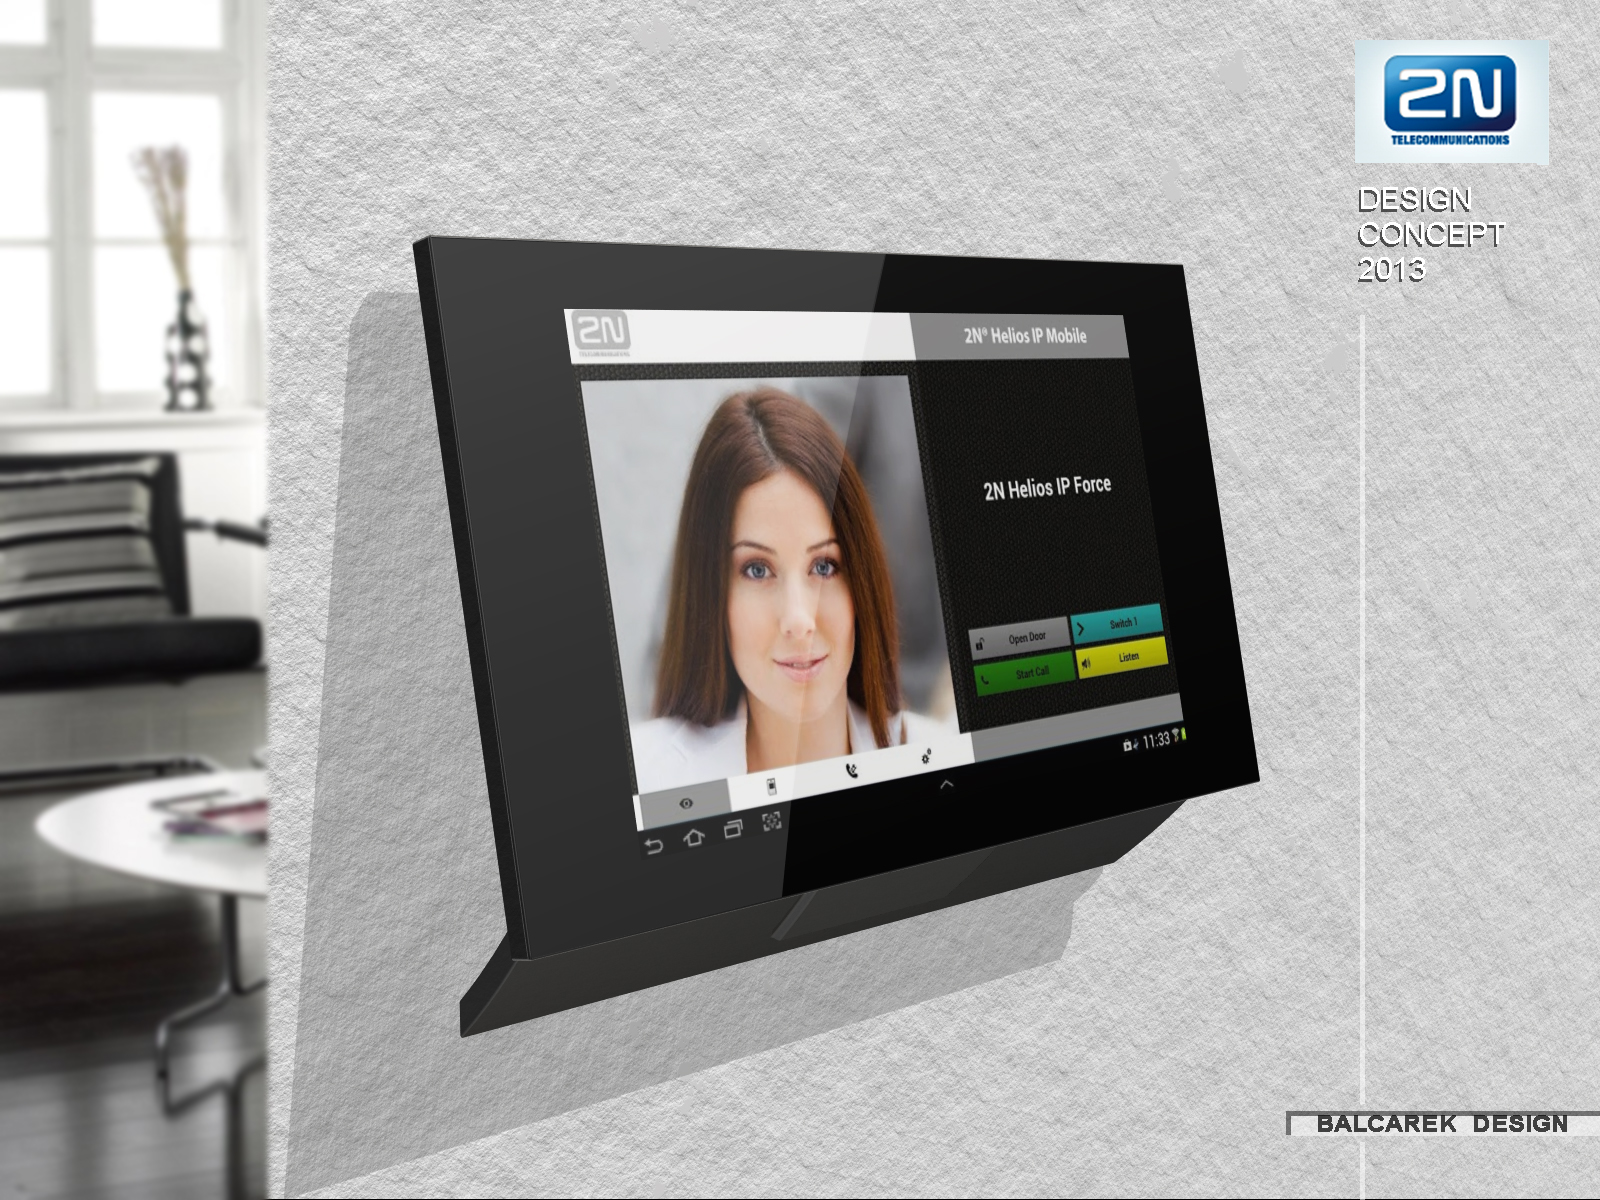 2N
TELECOMMUNICATIONS
DESIGN
CONCEPT
2013
2N
TELECOMMUNICATIONS
2N® Helios IP Mobile
2N Helios IP Force
Open Door
Switch 1
Start Call
Listen
11:33
BALCAREK DESIGN